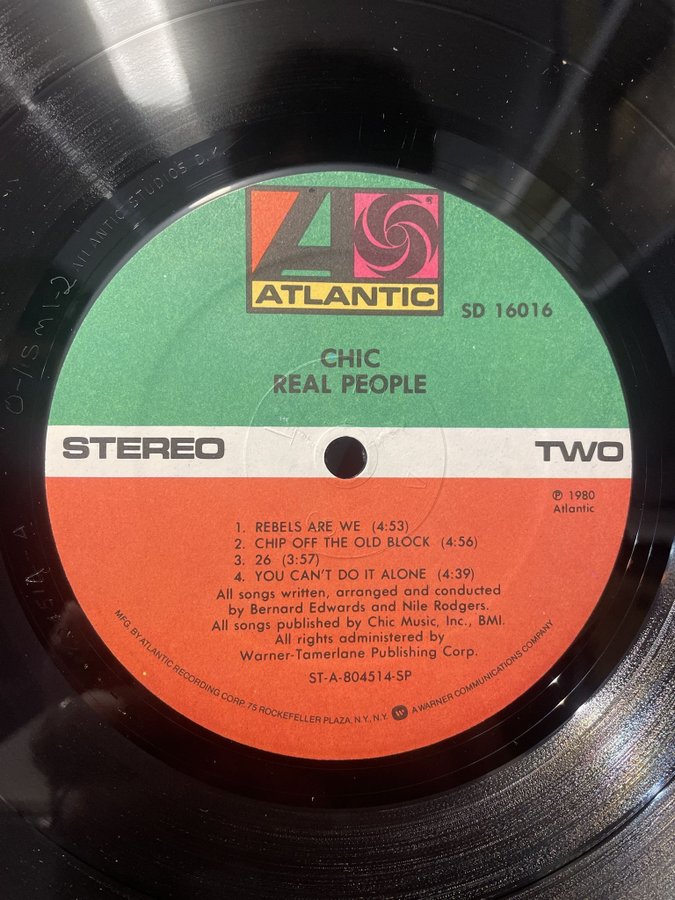 ATLANTIC
®
SD 16016
CHIC
REAL PEOPLE
STEREO
TWO
℗ 1980
Atlantic
1. REBELS ARE WE (4:53)
2. CHIP OFF THE OLD BLOCK (4:56)
3. 26 (3:57)
4. YOU CAN'T DO IT ALONE (4:39)
All songs written, arranged and conducted
by Bernard Edwards and Nile Rodgers.
All songs published by Chic Music, Inc., BMI.
All rights administered by
Warner-Tamerlane Publishing Corp.
ST-A-804514-SP
MFG. BY ATLANTIC RECORDING CORP. 75 ROCKEFELLER PLAZA, N.Y., N.Y. A WARNER COMMUNICATIONS COMPANY
ATLANTIC STUDIOS